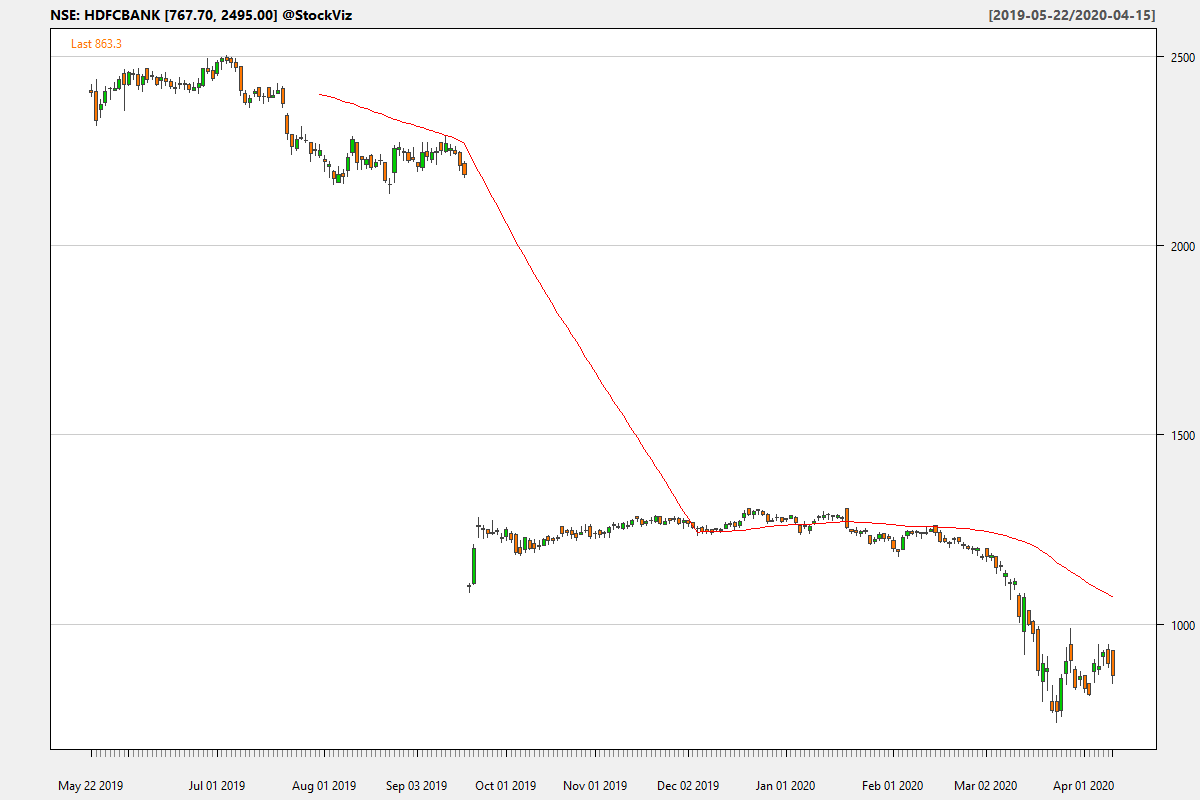 NSE: HDFCBANK [767.70, 2495.00] @StockViz [2019-05-22/2020-04-15]
Last 863.3
2500
2000
1500
1000
May 22 2019 Jul 01 2019 Aug 01 2019 Sep 03 2019 Oct 01 2019 Nov 01 2019 Dec 02 2019 Jan 01 2020 Feb 01 2020 Mar 02 2020 Apr 01 2020